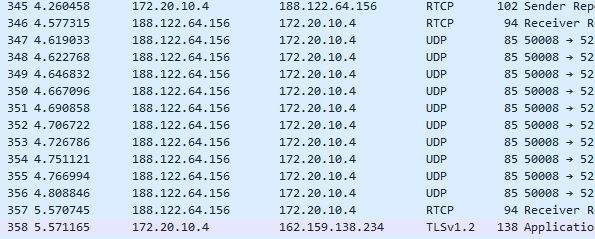 345 4.260458 172.20.10.4 188.122.64.156 RTCP 102 Sender Rep
346 4.577315 188.122.64.156 172.20.10.4 RTCP 94 Receiver R
347 4.619033 188.122.64.156 172.20.10.4 UDP 85 50008 → 52
348 4.622768 188.122.64.156 172.20.10.4 UDP 85 50008 → 52
349 4.646832 188.122.64.156 172.20.10.4 UDP 85 50008 → 52
350 4.667096 188.122.64.156 172.20.10.4 UDP 85 50008 → 52
351 4.690858 188.122.64.156 172.20.10.4 UDP 85 50008 → 52
352 4.706722 188.122.64.156 172.20.10.4 UDP 85 50008 → 52
353 4.726786 188.122.64.156 172.20.10.4 UDP 85 50008 → 52
354 4.751121 188.122.64.156 172.20.10.4 UDP 85 50008 → 52
355 4.766994 188.122.64.156 172.20.10.4 UDP 85 50008 → 52
356 4.808846 188.122.64.156 172.20.10.4 UDP 85 50008 → 52
357 5.570745 188.122.64.156 172.20.10.4 RTCP 94 Receiver R
358 5.571165 172.20.10.4 162.159.138.234 TLSv1.2 138 Applicatio